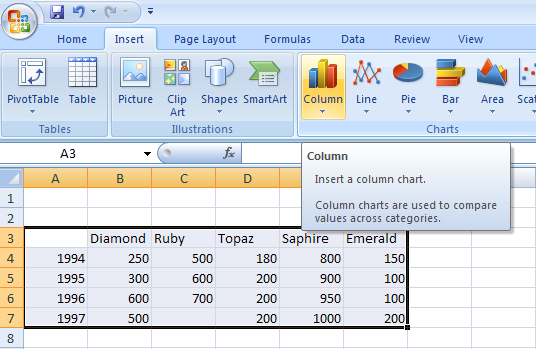 Home Insert Page Layout Formulas Data Review View
PivotTable Table Picture Clip Art Shapes SmartArt Column Line Pie Bar Area
Tables Illustrations Charts
A3 fx
Column
Insert a column chart.
Column charts are used to compare
values across categories.
A B C D
1
2
3 Diamond Ruby Topaz Saphire Emerald
4 1994 250 500 180 800 150
5 1995 300 600 200 900 100
6 1996 600 700 200 950 100
7 1997 500 200 1000 200
8